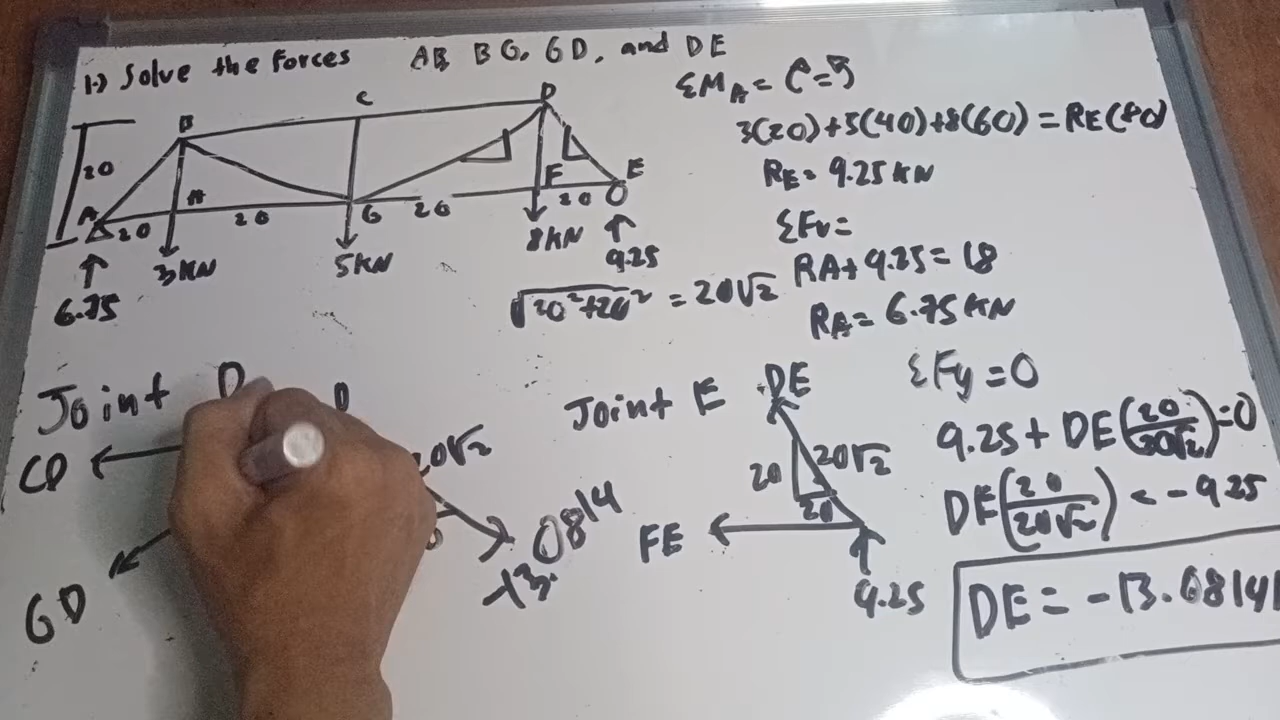 1.) Solve the Forces AB, BG, GD, and DE
ΣM_A = ↶ = ↷
3(20)+5(40)+8(60) = RE(80)
RE = 9.25 KN
ΣFv =
RA + 9.25 = 18
RA = 6.75 KN
B
C
D
20
A
H
G
F
E
20
20
20
20
3KN
5KN
8KN
6.75
9.25
√20²+20² = 20√2
Joint D
D
CD
GD
20√2
-13.0814
Joint E
DE
20
20√2
20
FE
9.25
ΣFy = 0
9.25 + DE(20/20√2) = 0
DE(20/20√2) = -9.25
DE = -13.0814